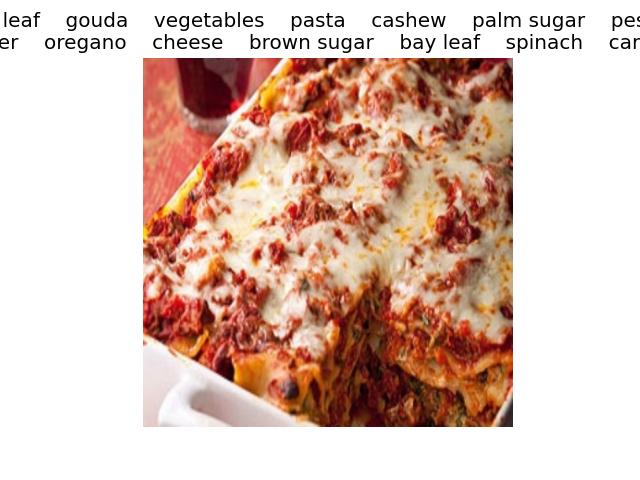 leaf gouda vegetables pasta cashew palm sugar
oregano cheese brown sugar bay leaf spinach